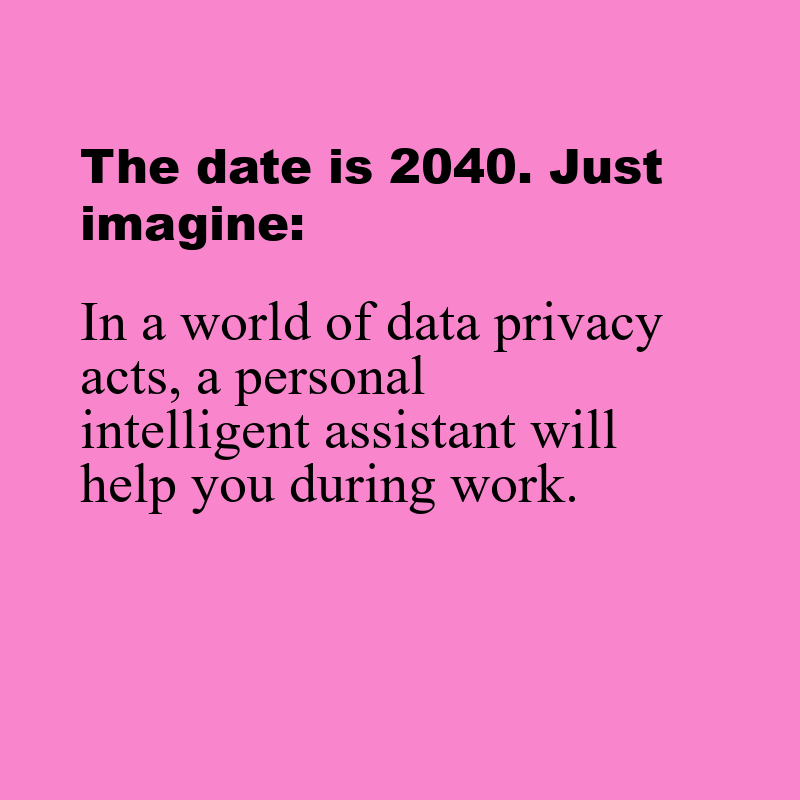 The date is 2040. Just
imagine:
In a world of data privacy
acts, a personal
intelligent assistant will
help you during work.